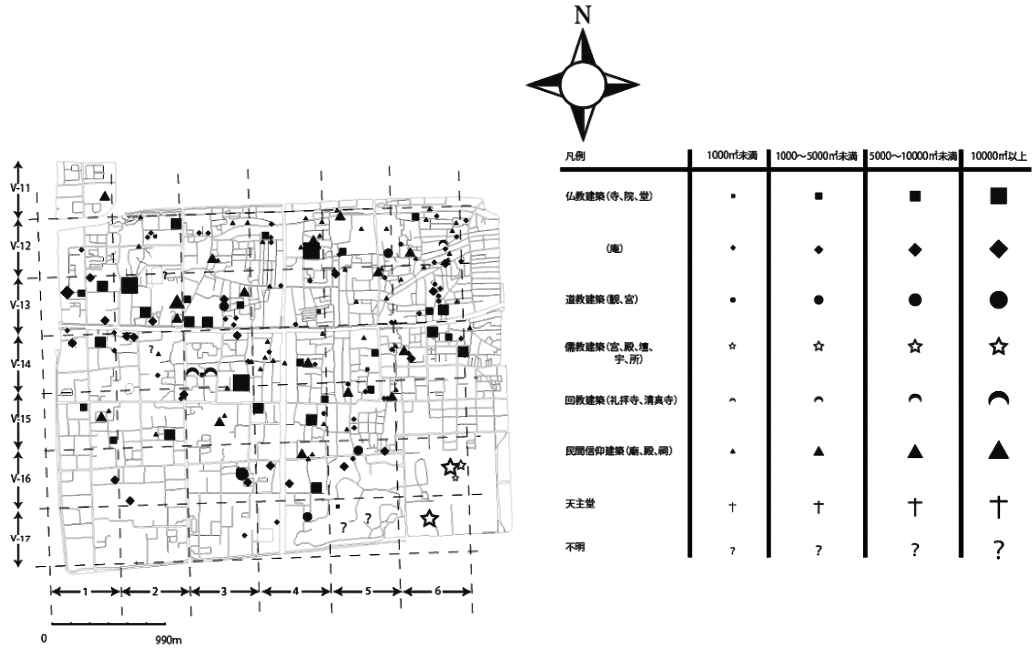 N
凡例
1000㎡未満
1000～5000㎡未満
5000～10000㎡未満
10000㎡以上
仏教建築(寺、院、堂)
(庵)
道教建築(観、宮)
儒教建築(宮、殿、壇、
宇、所)
回教建築(礼拝寺、清真寺)
民間信仰建築(廟、殿、祠)
天主堂
不明
? ? ? ?
V-11
V-12
V-13
V-14
V-15
V-16
V-17
?
?
? ?
1 2 3 4 5 6
0 990m